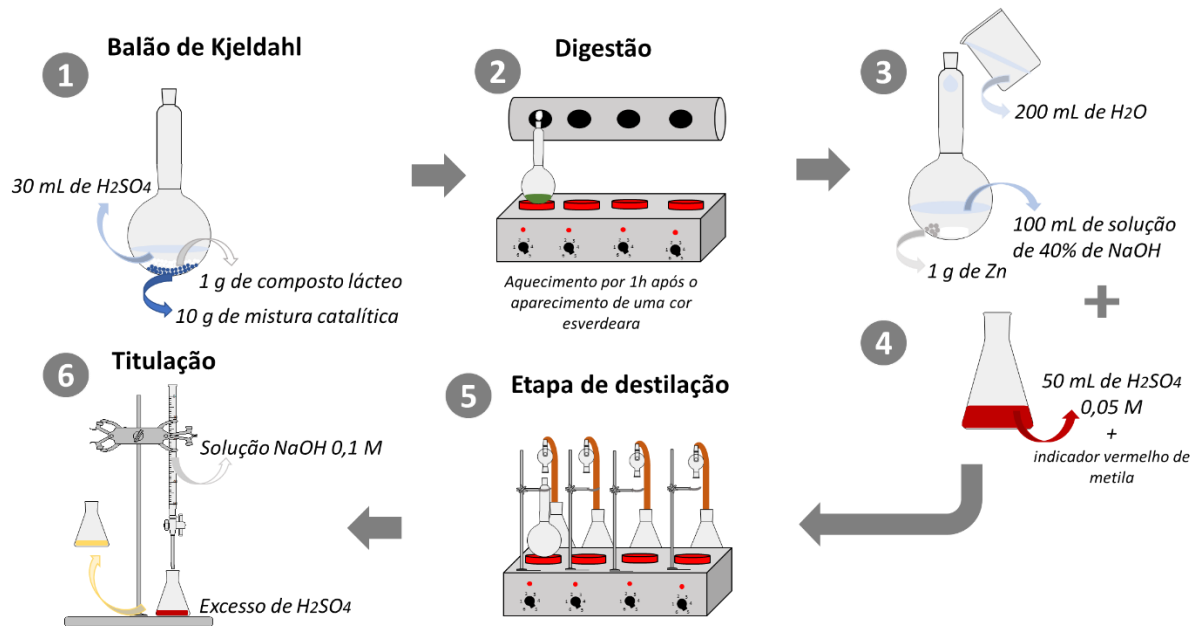 1
Balão de Kjeldahl
30 mL de H2SO4
1 g de composto lácteo
10 g de mistura catalítica
2
Digestão
Aquecimento por 1h após o
aparecimento de uma cor
esverdeara
3
200 mL de H2O
100 mL de solução
de 40% de NaOH
1 g de Zn
+
4
50 mL de H2SO4
0,05 M
+
indicador vermelho de
metila
5
Etapa de destilação
6
Titulação
Solução NaOH 0,1 M
Excesso de H2SO4